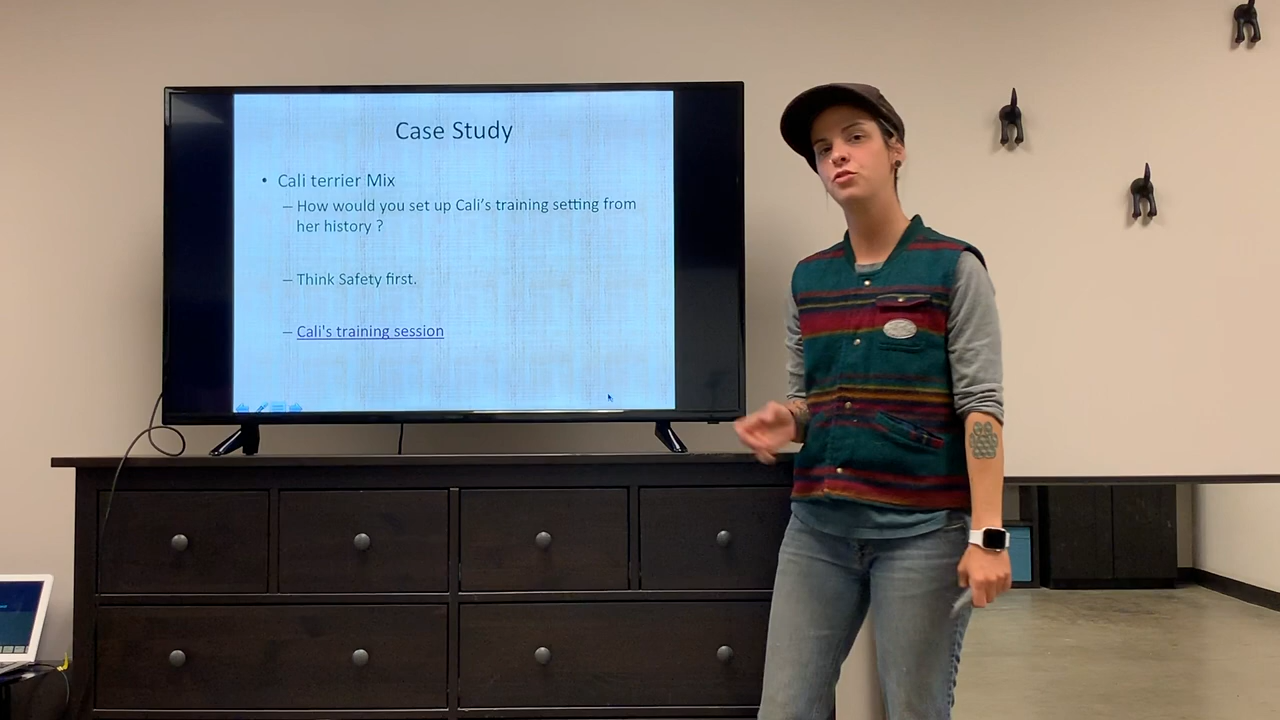 Case Study
• Cali terrier Mix
– How would you set up Cali's training setting from
her history ?
– Think Safety first.
– Cali's training session